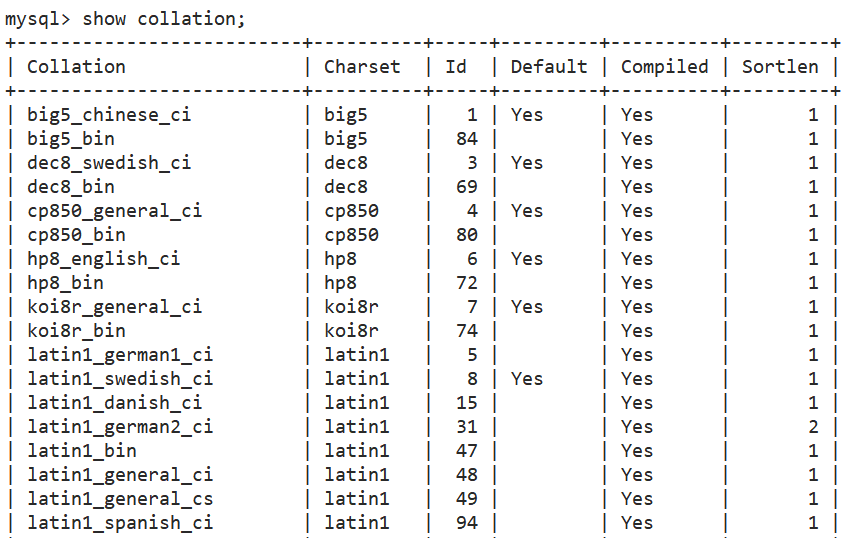 mysql> show collation;
+--------------------------+----------+-----+---------+----------+---------+
| Collation                | Charset  | Id  | Default | Compiled | Sortlen |
+--------------------------+----------+-----+---------+----------+---------+
| big5_chinese_ci          | big5     |   1 | Yes     | Yes      |       1 |
| big5_bin                 | big5     |  84 |         | Yes      |       1 |
| dec8_swedish_ci          | dec8     |   3 | Yes     | Yes      |       1 |
| dec8_bin                 | dec8     |  69 |         | Yes      |       1 |
| cp850_general_ci         | cp850    |   4 | Yes     | Yes      |       1 |
| cp850_bin                | cp850    |  80 |         | Yes      |       1 |
| hp8_english_ci           | hp8      |   6 | Yes     | Yes      |       1 |
| hp8_bin                  | hp8      |  72 |         | Yes      |       1 |
| koi8r_general_ci         | koi8r    |   7 | Yes     | Yes      |       1 |
| koi8r_bin                | koi8r    |  74 |         | Yes      |       1 |
| latin1_german1_ci        | latin1   |   5 |         | Yes      |       1 |
| latin1_swedish_ci        | latin1   |   8 | Yes     | Yes      |       1 |
| latin1_danish_ci         | latin1   |  15 |         | Yes      |       1 |
| latin1_german2_ci        | latin1   |  31 |         | Yes      |       2 |
| latin1_bin               | latin1   |  47 |         | Yes      |       1 |
| latin1_general_ci        | latin1   |  48 |         | Yes      |       1 |
| latin1_general_cs        | latin1   |  49 |         | Yes      |       1 |
| latin1_spanish_ci        | latin1   |  94 |         | Yes      |       1 |